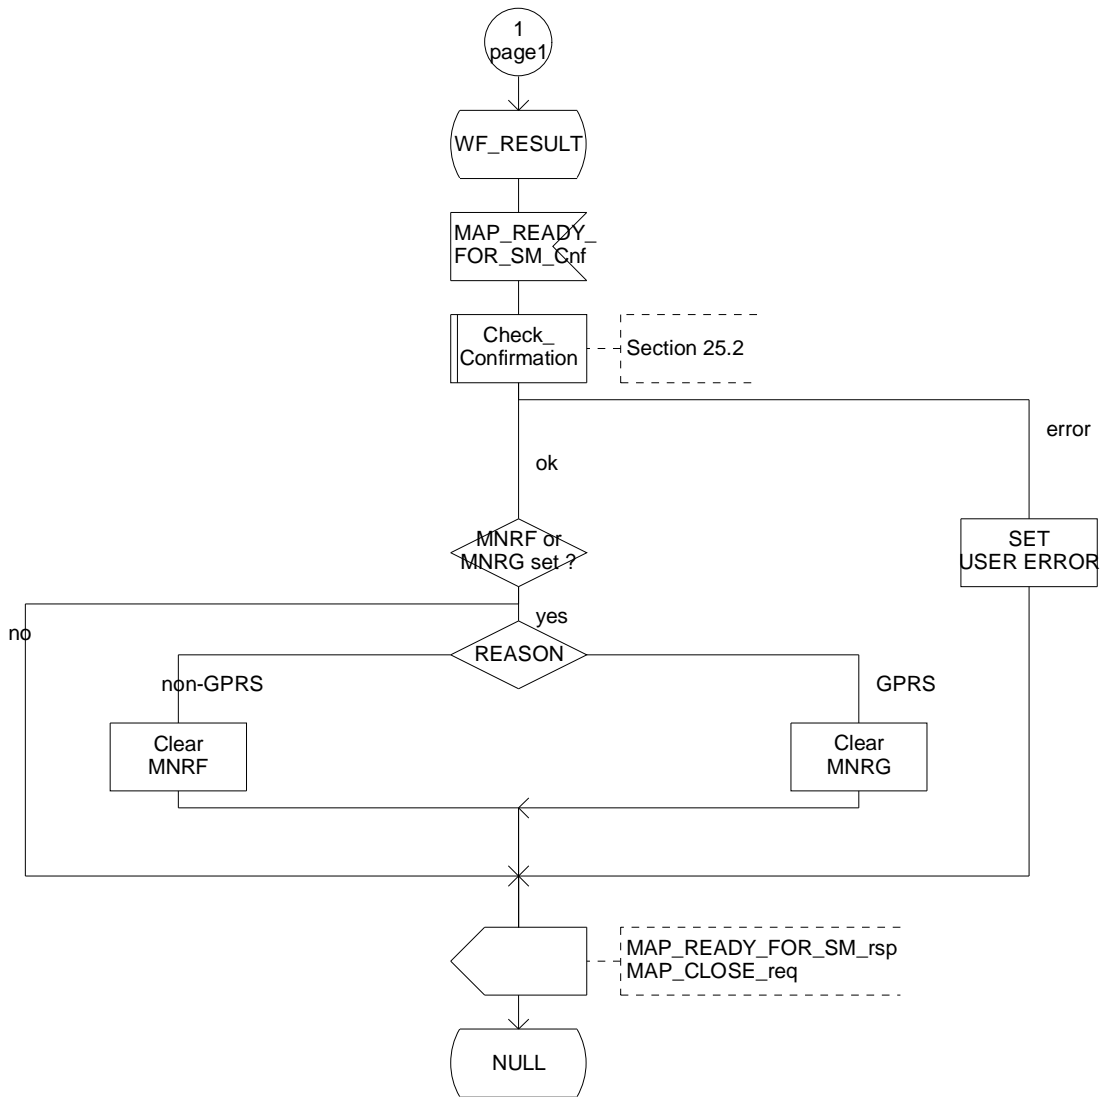 1
page1
WF_RESULT
MAP_READY_
FOR_SM_Cnf
Check_
Confirmation
Section 25.2
error
ok
MNRF or
MNRG set ?
SET
USER ERROR
yes
no
REASON
non-GPRS
GPRS
Clear
MNRF
Clear
MNRG
MAP_READY_FOR_SM_rsp
MAP_CLOSE_req
NULL